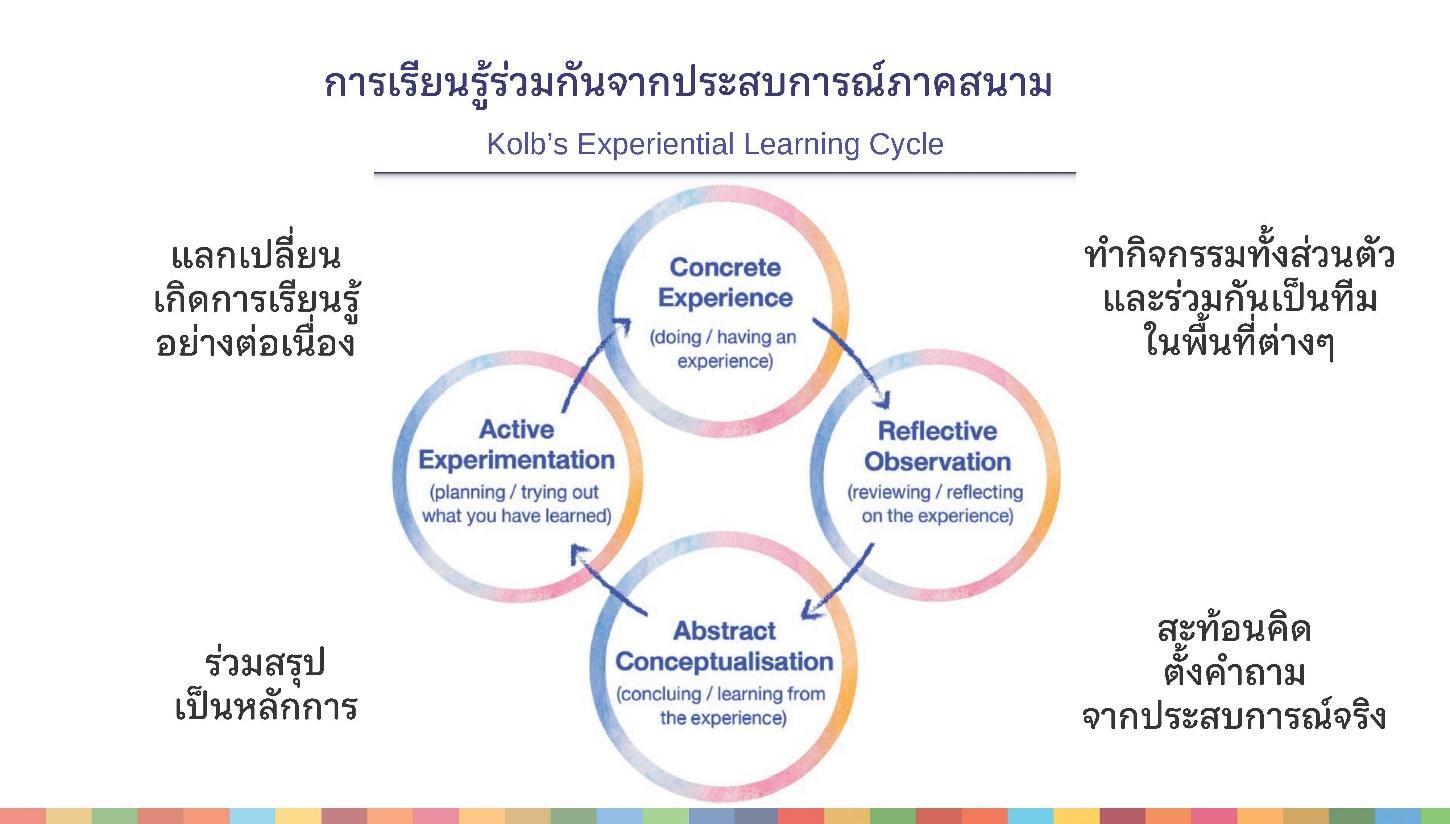 การเรียนรู้ร่วมกันจากประสบการณ์ภาคสนาม
Kolb’s Experiential Learning Cycle
แลกเปลี่ยน
เกิดการเรียนรู้
อย่างต่อเนื่อง
Concrete
Experience
(doing / having an
experience)
ทำกิจกรรมทั้งส่วนตัว
และร่วมกันเป็นทีม
ในพื้นที่ต่างๆ
Active
Experimentation
(planning / trying out
what you have learned)
Reflective
Observation
(reviewing / reflecting
on the experience)
ร่วมสรุป
เป็นหลักการ
Abstract
Conceptualisation
(concluing / learning from
the experience)
สะท้อนคิด
ตั้งคำถาม
จากประสบการณ์จริง